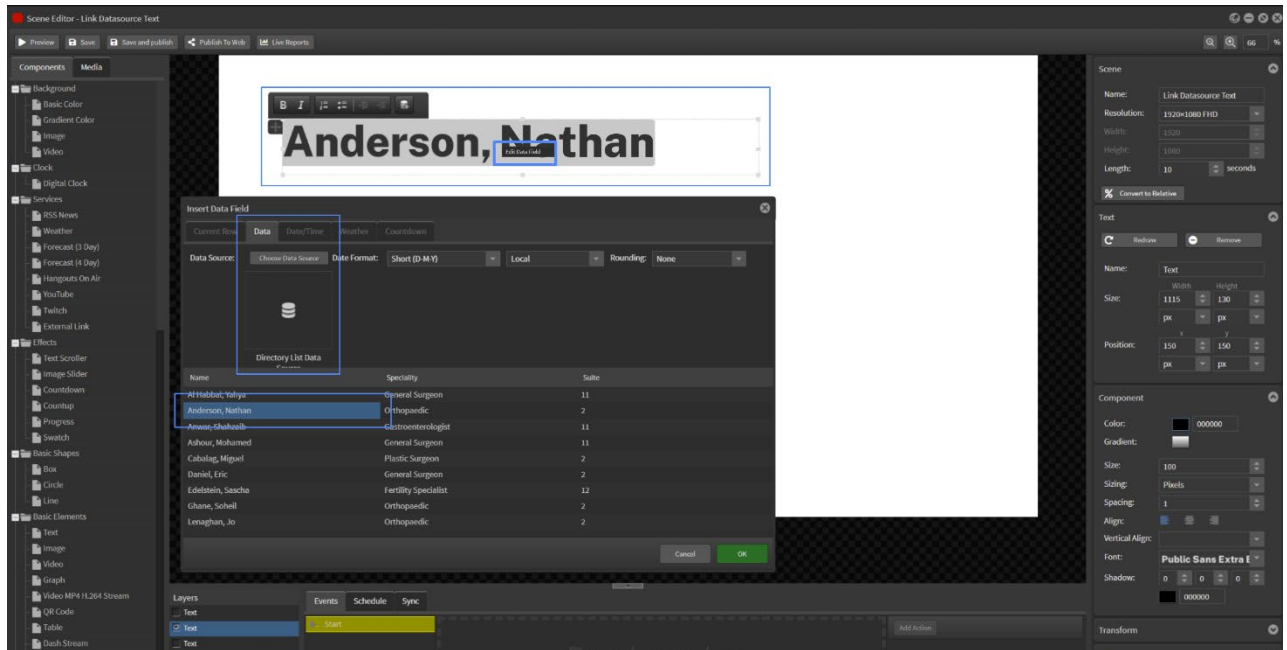 Scene Editor - Link Datasource Text
Preview Save Save and publish Publish To Web Live Reports 66 %
Components Media
Background
Basic Color
Gradient Color
Image
Video
Clock
Digital Clock
Services
RSS News
Weather
Forecast (3 Day)
Forecast (4 Day)
Hangouts On Air
YouTube
Twitch
External Link
Effects
Text Scroller
Image Slider
Countdown
Countup
Progress
Swatch
Basic Shapes
Box
Circle
Line
Basic Elements
Text
Image
Video
Graph
Video MP4 H.264 Stream
QR Code
Table
Dash Stream
B I
Anderson, Nathan
Edit Data Field
Insert Data Field
Current Row Data Date/Time Weather Countdown
Data Source: Choose Data Source Date Format: Short (D-M-Y) Local Rounding: None
Directory List Data
Source
Name Speciality Suite
Al Habbal, Yahya General Surgeon 11
Anderson, Nathan Orthopaedic 2
Anwar, Shahzaib Gastroenterologist 11
Ashour, Mohamed General Surgeon 11
Cabalag, Miguel Plastic Surgeon 2
Daniel, Eric General Surgeon 2
Edelstein, Sascha Fertility Specialist 12
Ghane, Soheil Orthopaedic 2
Lenaghan, Jo Orthopaedic 2
Cancel OK
Layers
Text
Text
Text
Events Schedule Sync
Start
Add Action
Scene
Name: Link Datasource Text
Resolution: 1920×1080 FHD
Width: 1920
Height: 1080
Length: 10 seconds
Convert to Relative
Text
Redraw Remove
Name: Text
Width Height
Size: 1115 130
px px
x y
Position: 150 150
px px
Component
Color: 000000
Gradient:
Size: 100
Sizing: Pixels
Spacing: 1
Align:
Vertical Align:
Font: Public Sans Extra
Shadow: 0 0 0
000000
Transform